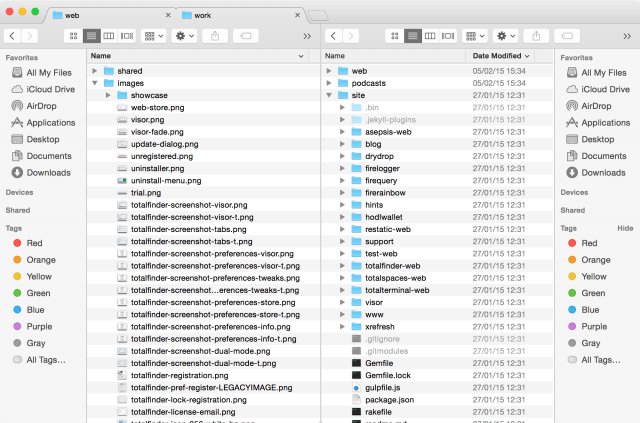 web
work
Favorites
All My Files
iCloud Drive
AirDrop
Applications
Desktop
Documents
Downloads
Devices
Shared
Tags
Red
Orange
Yellow
Green
Blue
Purple
Gray
All Tags…
Name
shared
images
showcase
web-store.png
visor.png
visor-fade.png
update-dialog.png
unregistered.png
uninstaller.png
uninstall-menu.png
trial.png
totalfinder-screenshot-visor.png
totalfinder-screenshot-visor-t.png
totalfinder-screenshot-tabs.png
totalfinder-screenshot-tabs-t.png
totalfinder-screenshot-preferences-visor.png
totalfinder-screenshot-preferences-visor-t.png
totalfinder-screenshot-preferences-tweaks.png
totalfinder-screenshot…erences-tweaks-t.png
totalfinder-screenshot-preferences-store.png
totalfinder-screenshot-preferences-store-t.png
totalfinder-screenshot-preferences-info.png
totalfinder-screenshot-preferences-info-t.png
totalfinder-screenshot-dual-mode.png
totalfinder-screenshot-dual-mode-t.png
totalfinder-registration.png
totalfinder-pref-register-LEGACYIMAGE.png
totalfinder-lock-registration.png
totalfinder-license-email.png
Name Date Modified
web 05/02/15 15:34
podcasts 05/02/15 15:34
site 27/01/15 12:31
.bin 27/01/15 12:31
.jekyll-plugins 27/01/15 12:31
asepsis-web 27/01/15 12:31
blog 27/01/15 12:31
drydrop 27/01/15 12:31
firelogger 27/01/15 12:31
firequery 27/01/15 12:31
firerainbow 27/01/15 12:31
hints 27/01/15 12:31
hodlwallet 27/01/15 12:31
restatic-web 27/01/15 12:31
support 27/01/15 12:31
test-web 27/01/15 12:31
totalfinder-web 27/01/15 12:31
totalspaces-web 27/01/15 12:31
totalterminal-web 27/01/15 12:31
visor 27/01/15 12:31
www 27/01/15 12:31
xrefresh 27/01/15 12:31
.gitignore 27/01/15 12:31
.gitmodules 27/01/15 12:31
Gemfile 27/01/15 12:31
Gemfile.lock 27/01/15 12:31
gulpfile.js 27/01/15 12:31
package.json 27/01/15 12:31
rakefile 27/01/15 12:31
Favorites
All My Files
iCloud Drive
AirDrop
Applications
Desktop
Documents
Downloads
Devices
Shared
Tags Hide
Red
Orange
Yellow
Green
Blue
Purple
Gray
All Tags…